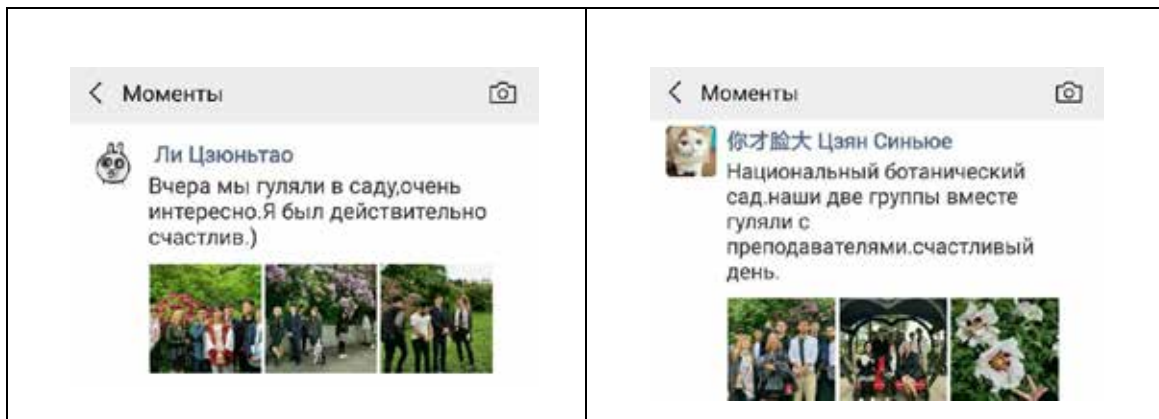 Моменты
Ли Цзюньтао
Вчера мы гуляли в саду,очень
интересно.Я был действительно
счастлив.)
Моменты
你才脸大 Цзян Синьюе
Национальный ботанический
сад.наши две группы вместе
гуляли с
преподавателями.счастливый
день.